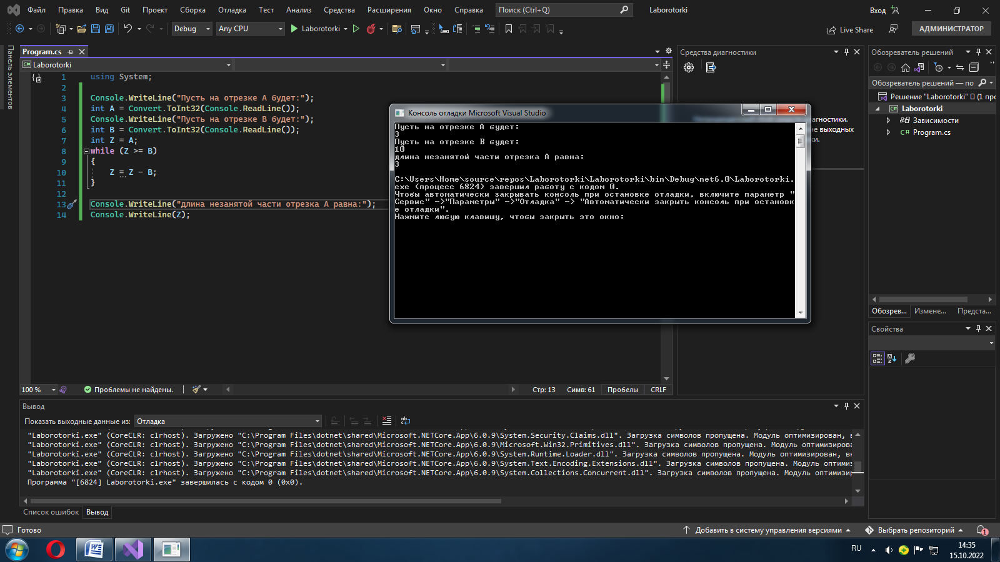 Файл Правка Вид Git Проект Сборка Отладка Тест Анализ Средства Расширения Окно Справка Поиск (Ctrl+Q) Laborotorki Вход
Debug Any CPU Laborotorki Live Share АДМИНИСТРАТОР
Панель элементов
Program.cs
Laborotorki
1 using System;
2
3 Console.WriteLine("Пусть на отрезке A будет:");
4 int A = Convert.ToInt32(Console.ReadLine());
5 Console.WriteLine("Пусть на отрезке B будет:");
6 int B = Convert.ToInt32(Console.ReadLine());
7 int Z = A;
8 while (Z >= B)
9 {
10 Z = Z - B;
11 }
12
13 Console.WriteLine("длина незанятой части отрезка A равна:");
14 Console.WriteLine(Z);
Консоль отладки Microsoft Visual Studio
Пусть на отрезке A будет:
3
Пусть на отрезке B будет:
10
длина незанятой части отрезка A равна:
3
C:\Users\Home\source\repos\Laborotorki\Laborotorki\bin\Debug\net6.0\Laborotorki.
exe (процесс 6824) завершил работу с кодом 0.
Чтобы автоматически закрывать консоль при остановке отладки, включите параметр "
Сервис" ->"Параметры" ->"Отладка" -> "Автоматически закрыть консоль при остановк
е отладки".
Нажмите любую клавишу, чтобы закрыть это окно:
Средства диагностики
агностики.
не выходных
ки.
Обозреватель решений
Обозреватель решений — по
Решение "Laborotorki" (1 про
Laborotorki
Зависимости
C# Program.cs
Обозрев... Измене... Предста...
Свойства
100 % Проблемы не найдены. Стр: 13 Симв: 61 Пробелы CRLF
Вывод
Показать выходные данные из: Отладка
"Laborotorki.exe" (CoreCLR: clrhost). Загружено "C:\Program Files\dotnet\shared\Microsoft.NETCore.App\6.0.9\System.Security.Claims.dll". Загрузка символов пропущена. Модуль оптимизирован, в
"Laborotorki.exe" (CoreCLR: clrhost). Загружено "C:\Program Files\dotnet\shared\Microsoft.NETCore.App\6.0.9\Microsoft.Win32.Primitives.dll". Загрузка символов пропущена. Модуль оптимизирова
"Laborotorki.exe" (CoreCLR: clrhost). Загружено "C:\Program Files\dotnet\shared\Microsoft.NETCore.App\6.0.9\System.Runtime.Loader.dll". Загрузка символов пропущена. Модуль оптимизирован, вк
"Laborotorki.exe" (CoreCLR: clrhost). Загружено "C:\Program Files\dotnet\shared\Microsoft.NETCore.App\6.0.9\System.Text.Encoding.Extensions.dll". Загрузка символов пропущена. Модуль оптимиз
"Laborotorki.exe" (CoreCLR: clrhost). Загружено "C:\Program Files\dotnet\shared\Microsoft.NETCore.App\6.0.9\System.Collections.Concurrent.dll". Загрузка символов пропущена. Модуль оптимизир
Программа "[6824] Laborotorki.exe" завершилась с кодом 0 (0x0).
Список ошибок Вывод
Готово Добавить в систему управления версиями Выбрать репозиторий 1
RU 14:35
15.10.2022